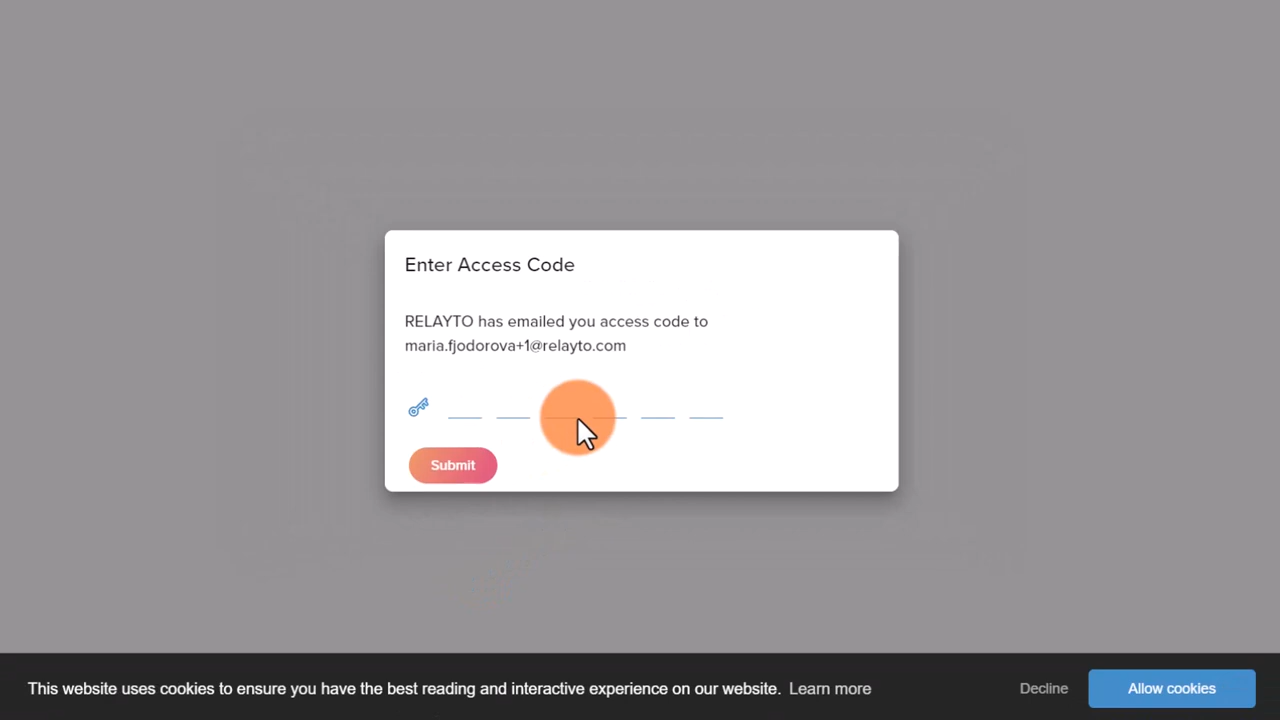 Enter Access Code
RELAYTO has emailed you access code to
maria.fjodorova+1@relayto.com
Submit
This website uses cookies to ensure you have the best reading and interactive experience on our website. Learn more
Decline
Allow cookies